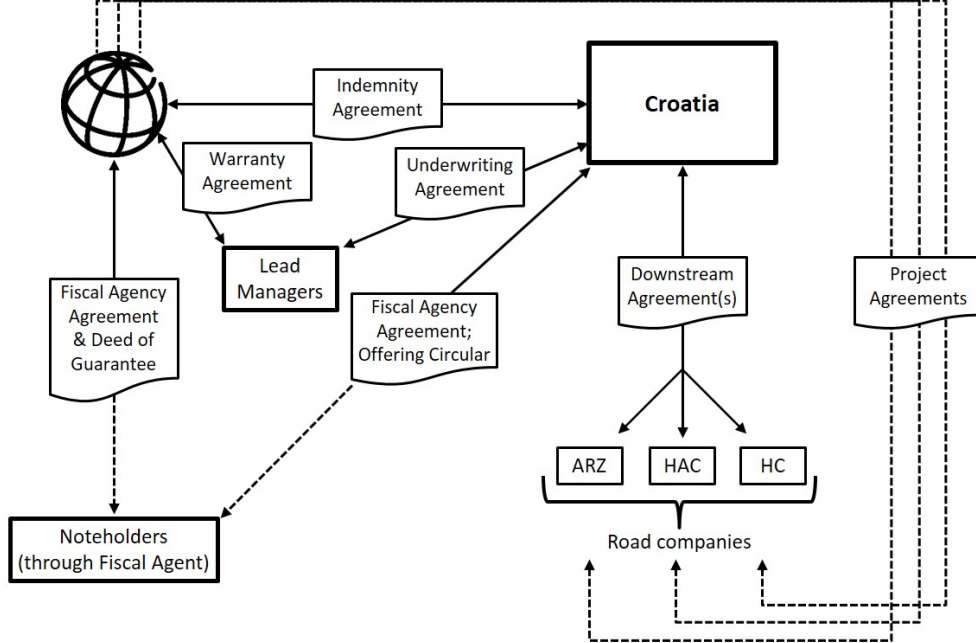 Indemnity
Agreement
Croatia
Warranty
Agreement
Underwriting
Agreement
Lead
Managers
Fiscal Agency
Agreement
& Deed of
Guarantee
Fiscal Agency
Agreement;
Offering Circular
Downstream
Agreement(s)
Project
Agreements
ARZ
HAC
HC
Road companies
Noteholders
(through Fiscal Agent)